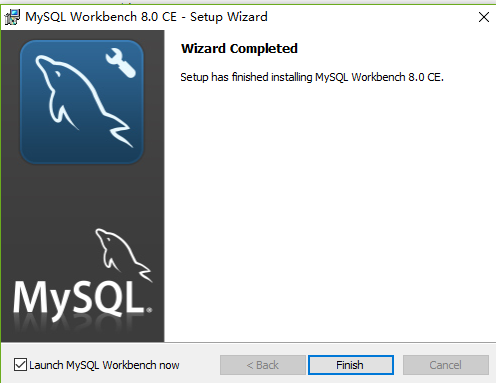 MySQL Workbench 8.0 CE - Setup Wizard
Wizard Completed
Setup has finished installing MySQL Workbench 8.0 CE.
MySQL®
Launch MySQL Workbench now
< Back
Finish
Cancel